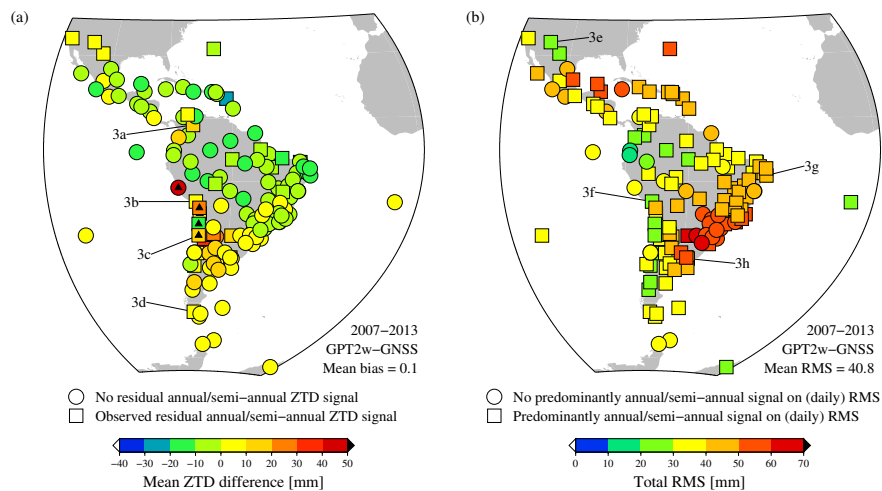 (a)
3a
3b
3c
3d
2007−2013
GPT2w−GNSS
Mean bias = 0.1
No residual annual/semi−annual ZTD signal
Observed residual annual/semi−annual ZTD signal
−40 −30 −20 −10 0 10 20 30 40 50
Mean ZTD difference [mm]
(b)
3e
3g
3f
3h
2007−2013
GPT2w−GNSS
Mean RMS = 40.8
No predominantly annual/semi−annual signal on (daily) RMS
Predominantly annual/semi−annual signal on (daily) RMS
0 10 20 30 40 50 60 70
Total RMS [mm]